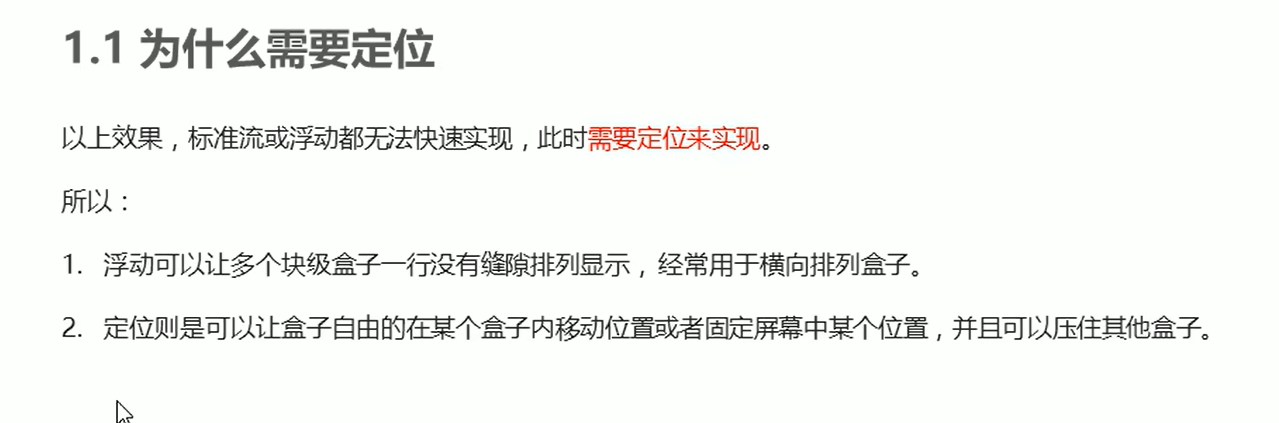 1.1 为什么需要定位
以上效果，标准流或浮动都无法快速实现，此时需要定位来实现。
所以：
1. 浮动可以让多个块级盒子一行没有缝隙排列显示， 经常用于横向排列盒子。
2. 定位则是可以让盒子自由的在某个盒子内移动位置或者固定屏幕中某个位置，并且可以压住其他盒子。